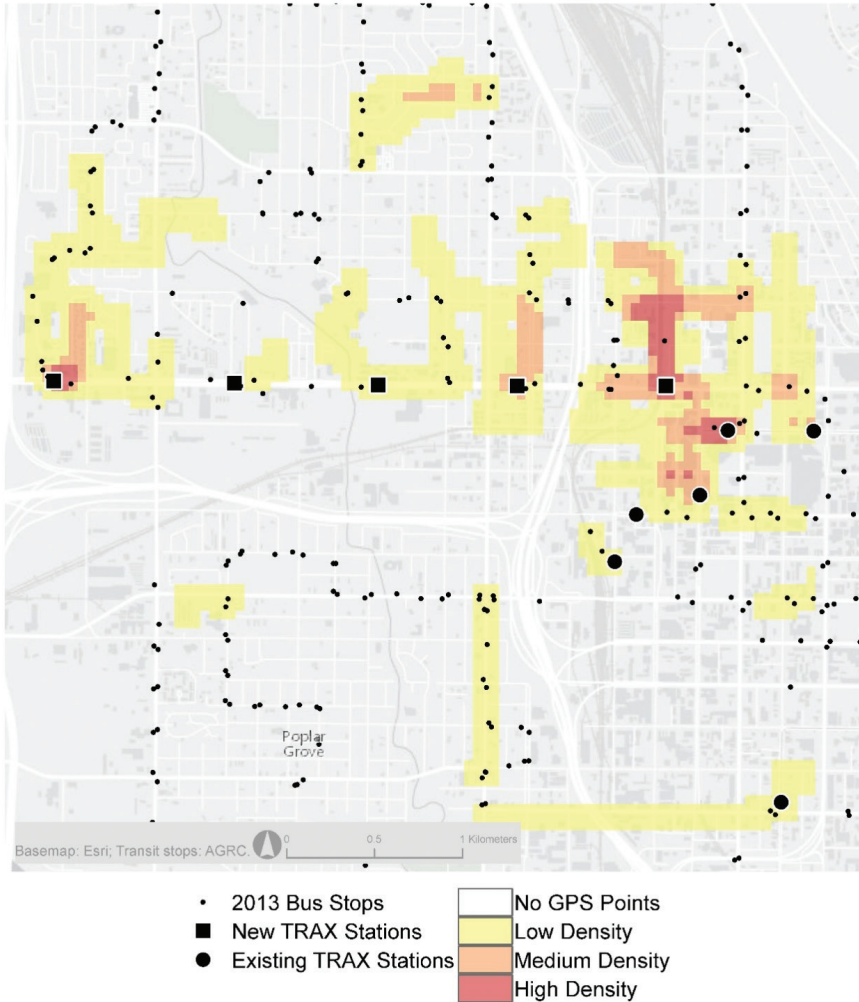 Poplar
Grove
0 0.5 1 Kilometers
Basemap: Esri; Transit stops: AGRC.
2013 Bus Stops
New TRAX Stations
Existing TRAX Stations
No GPS Points
Low Density
Medium Density
High Density